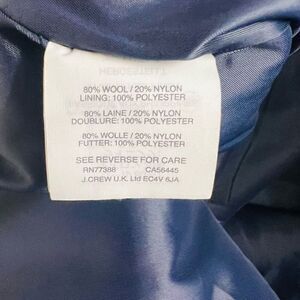 80% WOOL / 20% NYLON
LINING: 100% POLYESTER
80% LAINE / 20% NYLON
DOUBLURE: 100% POLYESTER
80% WOLLE / 20% NYLON
FUTTER: 100% POLYESTER
SEE REVERSE FOR CARE
RN77388 CA56445
J.CREW U.K. Ltd EC4V 6JA